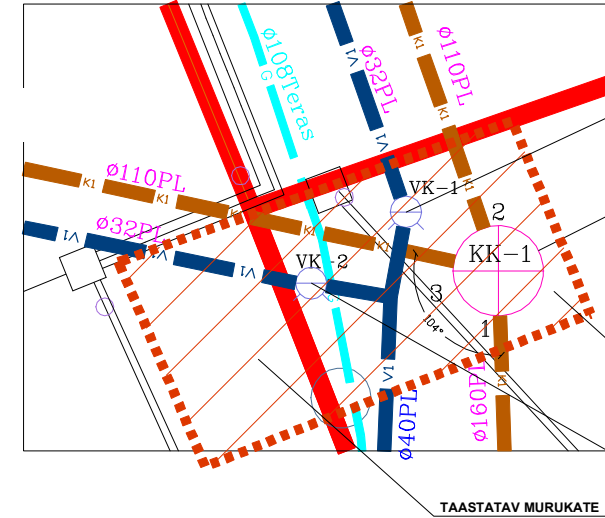 ø108Teras
G
ø32PL
V1
V1
ø110PL
K1
K1
ø110PL
K1
K1
K1
K1
ø32PL
V1
V1
V1
VK-1
VK-2
2
KK-1
3
1
104°
V1
ø40PL
ø160PL
K1
TAASTATAV MURUKATE